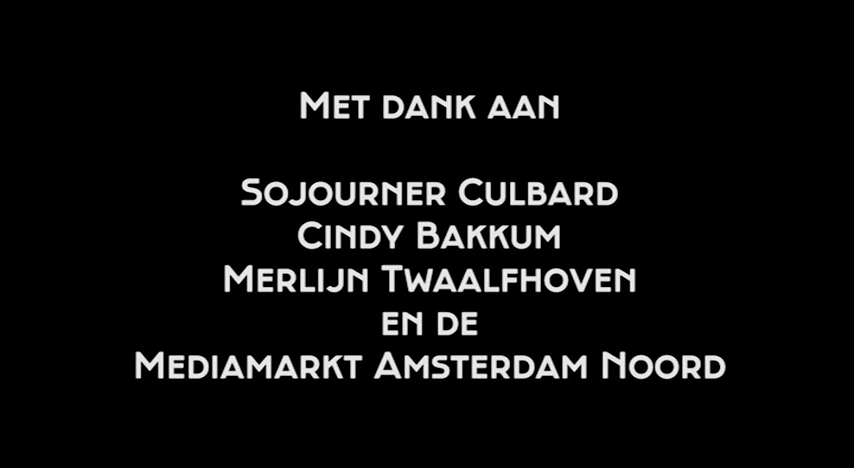 Met dank aan
Sojourner Culbard
Cindy Bakkum
Merlijn Twaalfhoven
en de
Mediamarkt Amsterdam Noord